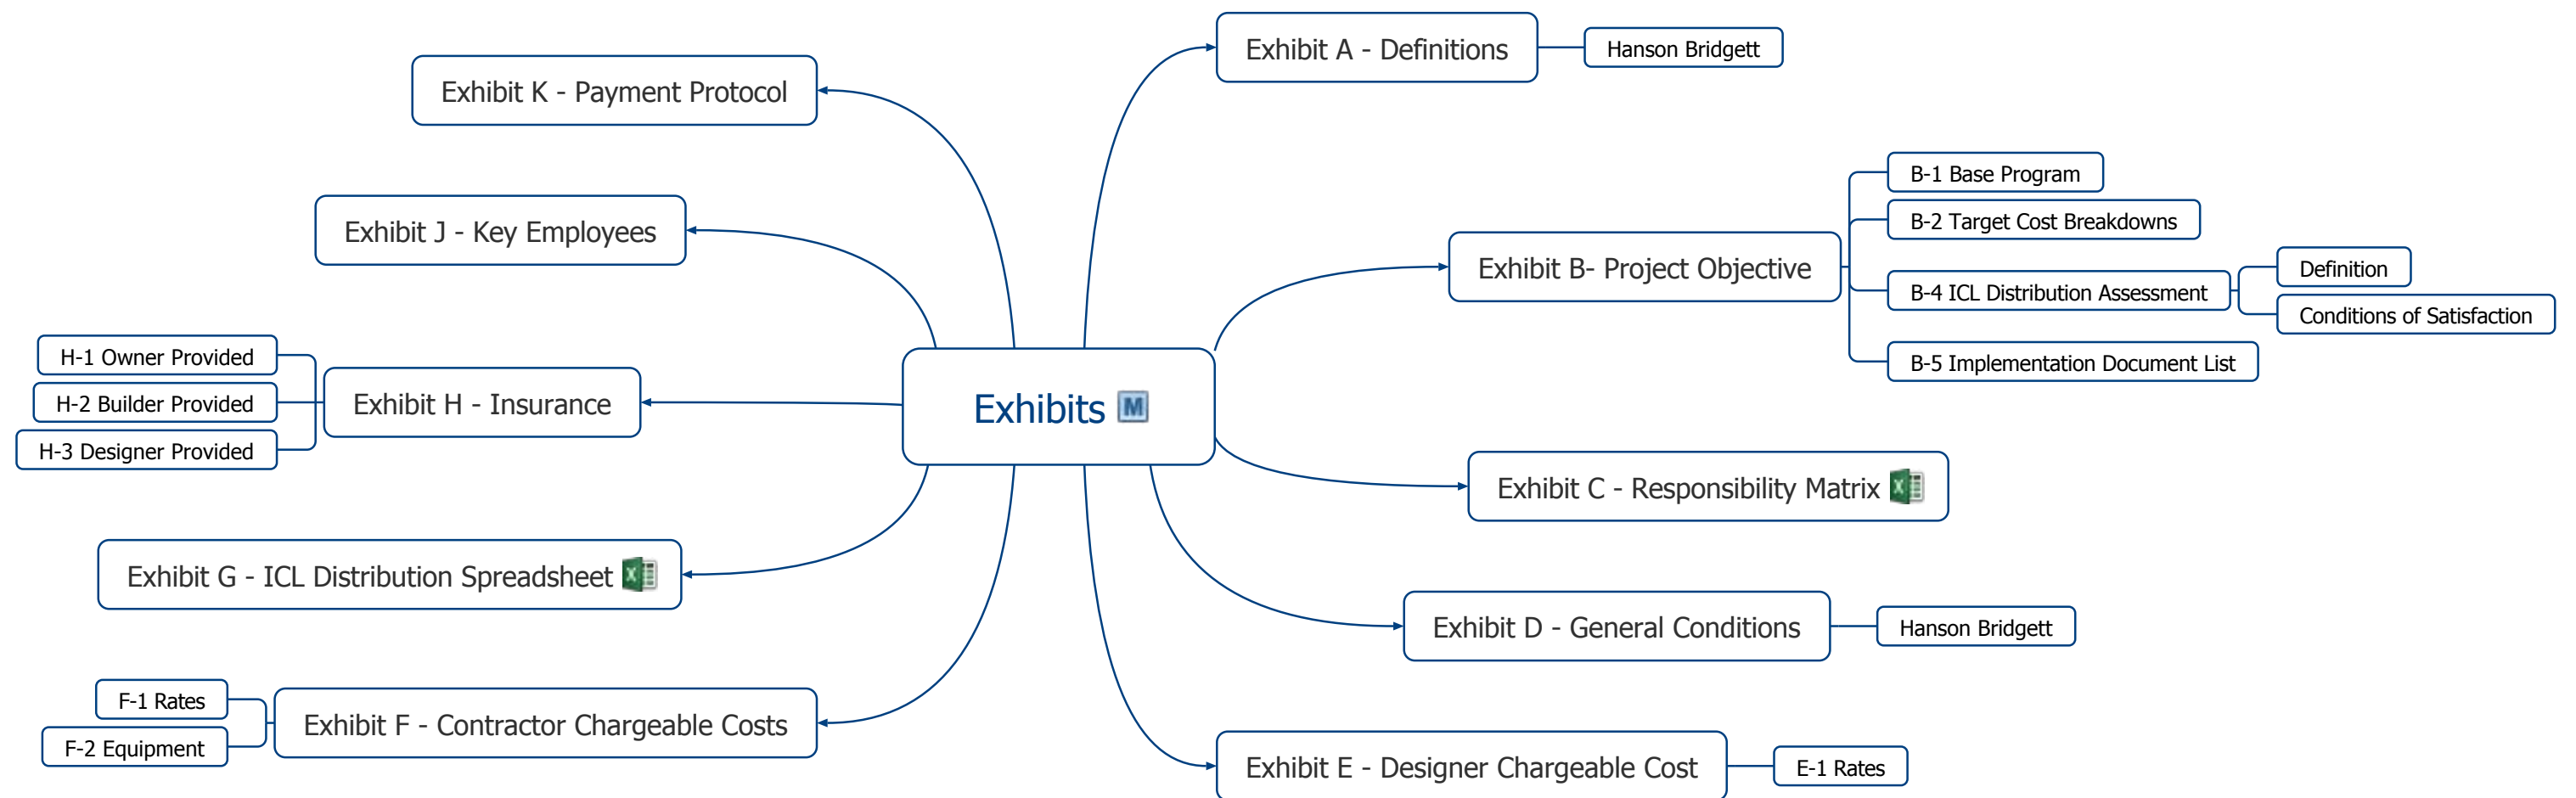 Exhibits
Exhibit A - Definitions
Hanson Bridgett
Exhibit B- Project Objective
B-1 Base Program
B-2 Target Cost Breakdowns
B-4 ICL Distribution Assessment
Definition
Conditions of Satisfaction
B-5 Implementation Document List
Exhibit C - Responsibility Matrix
Exhibit D - General Conditions
Hanson Bridgett
Exhibit E - Designer Chargeable Cost
E-1 Rates
Exhibit F - Contractor Chargeable Costs
F-1 Rates
F-2 Equipment
Exhibit G - ICL Distribution Spreadsheet
Exhibit H - Insurance
H-1 Owner Provided
H-2 Builder Provided
H-3 Designer Provided
Exhibit J - Key Employees
Exhibit K - Payment Protocol